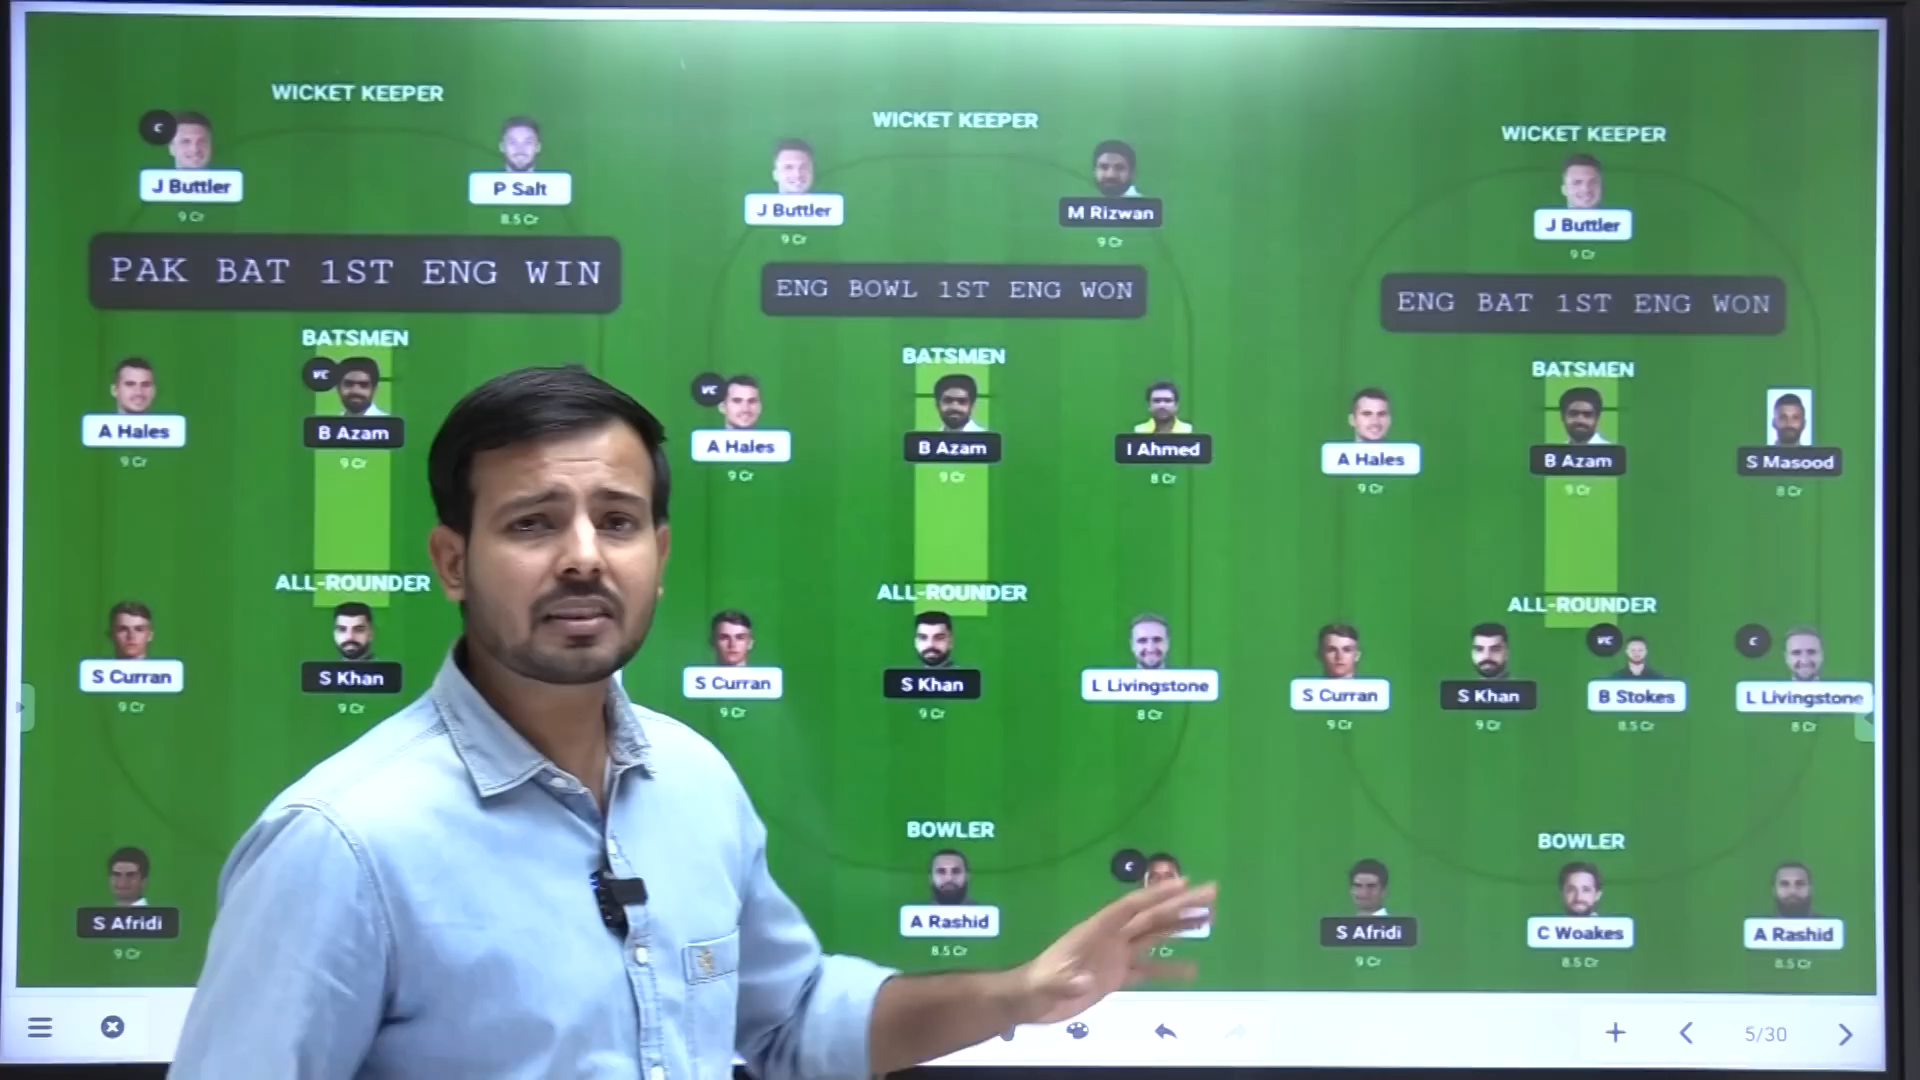 WICKET KEEPER
C
J Buttler
9 Cr
P Salt
8.5 Cr
PAK BAT 1ST ENG WIN
BATSMEN
A Hales
9 Cr
VC
B Azam
9 Cr
ALL-ROUNDER
S Curran
9 Cr
S Khan
9 Cr
S Afridi
9 Cr
WICKET KEEPER
J Buttler
9 Cr
M Rizwan
9 Cr
ENG BOWL 1ST ENG WON
BATSMEN
VC
A Hales
9 Cr
B Azam
9 Cr
I Ahmed
8 Cr
ALL-ROUNDER
S Curran
9 Cr
S Khan
9 Cr
L Livingstone
8 Cr
BOWLER
A Rashid
8.5 Cr
C
7 Cr
WICKET KEEPER
J Buttler
9 Cr
ENG BAT 1ST ENG WON
BATSMEN
A Hales
9 Cr
B Azam
9 Cr
S Masood
8 Cr
ALL-ROUNDER
S Curran
9 Cr
S Khan
9 Cr
VC
B Stokes
8.5 Cr
C
L Livingstone
8 Cr
BOWLER
S Afridi
9 Cr
C Woakes
8.5 Cr
A Rashid
8.5 Cr
5/30